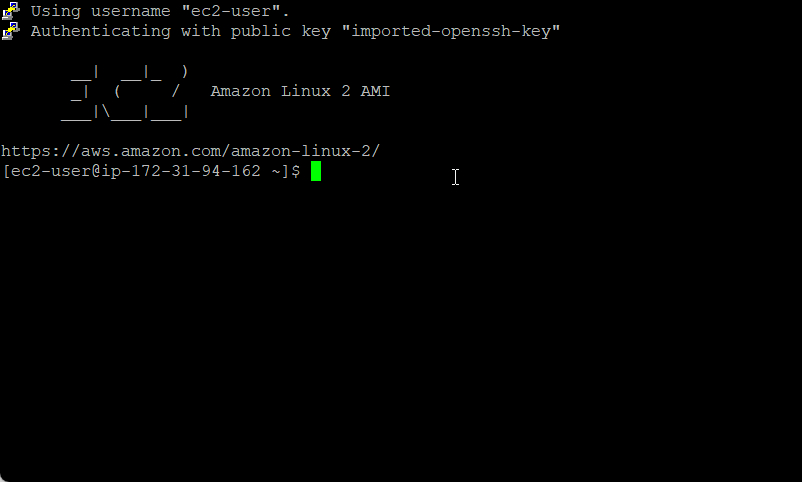 Using username "ec2-user".
Authenticating with public key "imported-openssh-key"
       __|  __|_  )
       _|  (     /   Amazon Linux 2 AMI
      ___|\___|___|
https://aws.amazon.com/amazon-linux-2/
[ec2-user@ip-172-31-94-162 ~]$